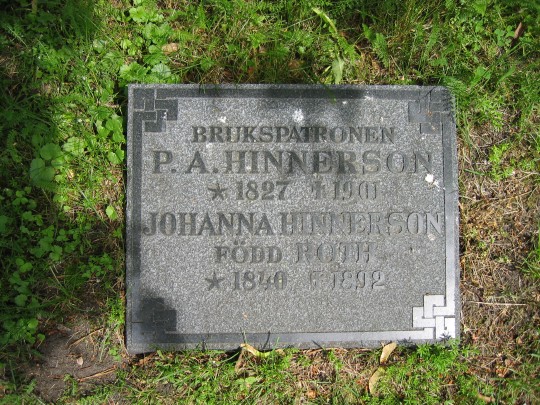 BRUKSPATRONEN
P. A. HINNERSON
★ 1827 † 1901
JOHANNA HINNERSON
FÖDD ROTH
★ 1840 † 1892